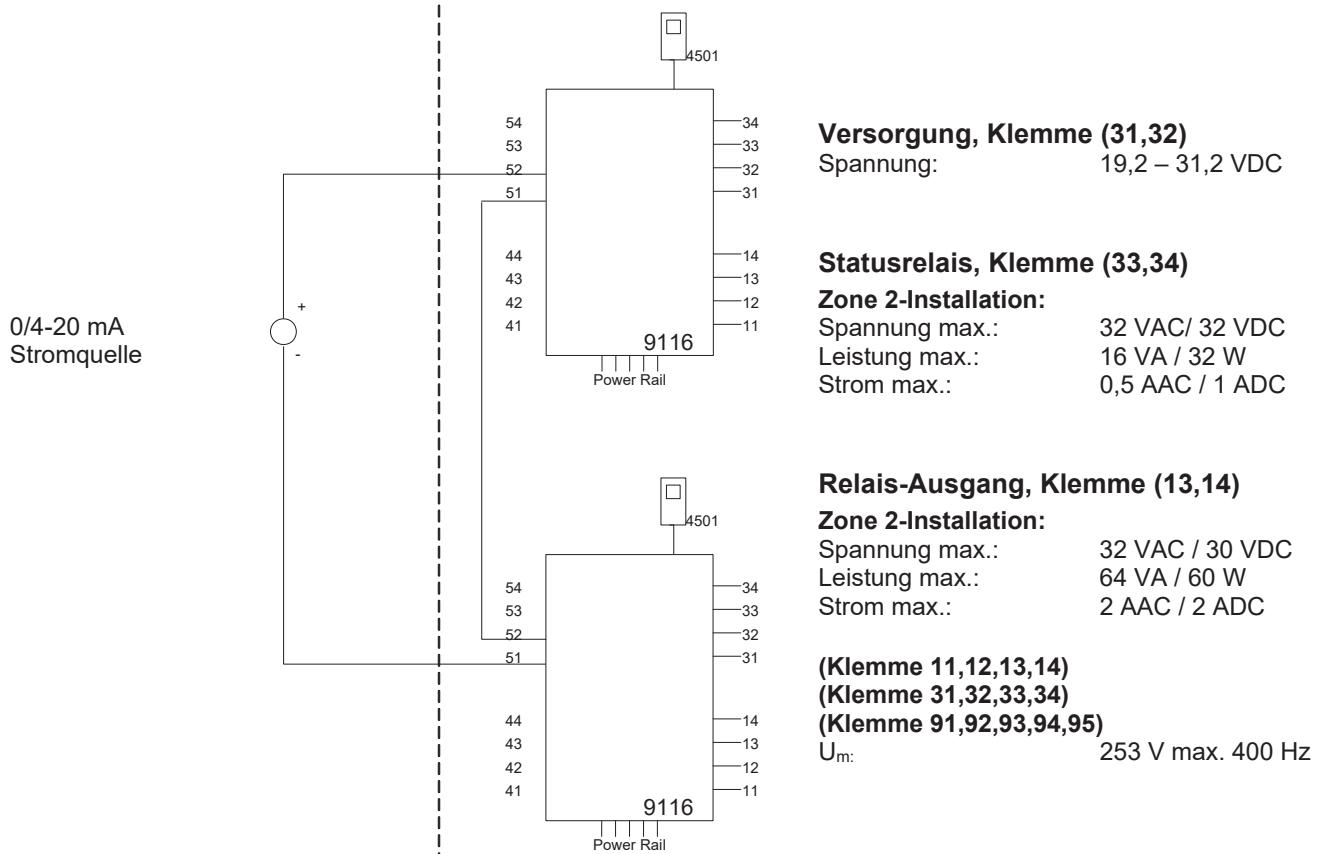 4501
54
53
52
51
44
43
42
41
34
33
32
31
14
13
12
11
9116
Power Rail
0/4-20 mA
Stromquelle
+
-
4501
54
53
52
51
44
43
42
41
34
33
32
31
14
13
12
11
9116
Power Rail
Versorgung, Klemme (31,32)
Spannung: 19,2 – 31,2 VDC
Statusrelais, Klemme (33,34)
Zone 2-Installation:
Spannung max.: 32 VAC/ 32 VDC
Leistung max.: 16 VA / 32 W
Strom max.: 0,5 AAC / 1 ADC
Relais-Ausgang, Klemme (13,14)
Zone 2-Installation:
Spannung max.: 32 VAC / 30 VDC
Leistung max.: 64 VA / 60 W
Strom max.: 2 AAC / 2 ADC
(Klemme 11,12,13,14)
(Klemme 31,32,33,34)
(Klemme 91,92,93,94,95)
Um: 253 V max. 400 Hz